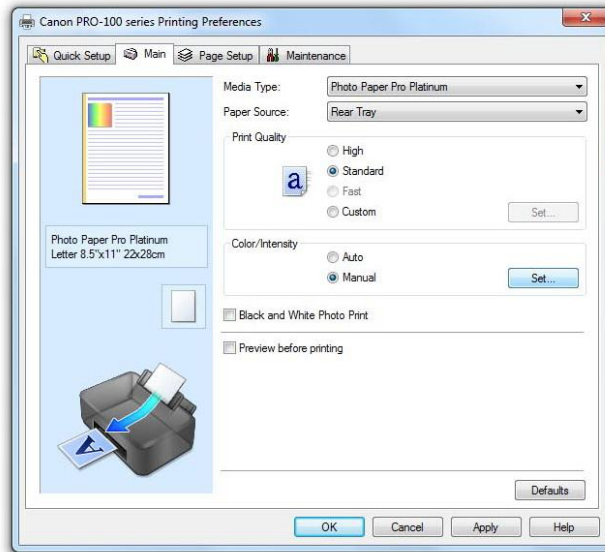 Canon PRO-100 series Printing Preferences
Quick Setup Main Page Setup Maintenance
Media Type: Photo Paper Pro Platinum
Paper Source: Rear Tray
Print Quality
High
a
Standard
Fast
Custom Set...
Photo Paper Pro Platinum
Letter 8.5"x11" 22x28cm
Color/Intensity
Auto
Manual Set...
Black and White Photo Print
Preview before printing
A
Defaults
OK Cancel Apply Help